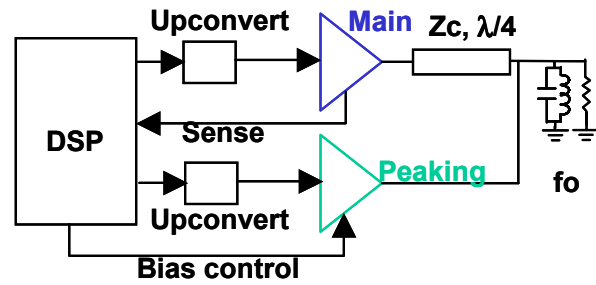 Upconvert
Main
Zc, λ/4
DSP
Sense
Peaking
fo
Upconvert
Bias control